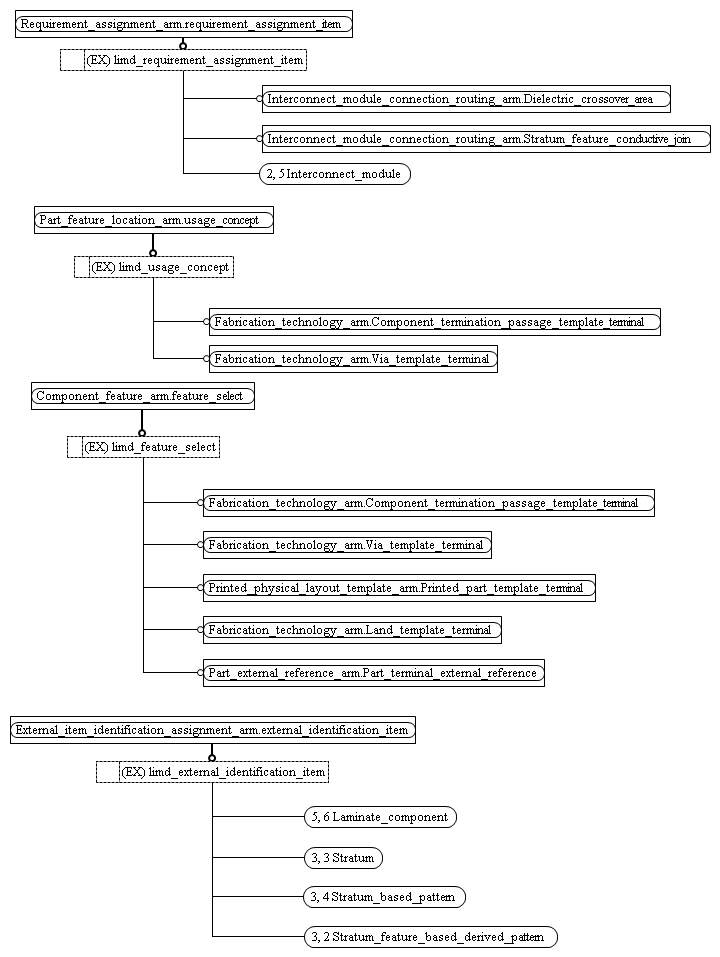 Requirement_assignment_arm.requirement_assignment_item
(EX) limd_requirement_assignment_item
Interconnect_module_connection_routing_arm.Dielectric_crossover_area
Interconnect_module_connection_routing_arm.Stratum_feature_conductive_join
2, 5 Interconnect_module
Part_feature_location_arm.usage_concept
(EX) limd_usage_concept
Fabrication_technology_arm.Component_termination_passage_template_terminal
Fabrication_technology_arm.Via_template_terminal
Component_feature_arm.feature_select
(EX) limd_feature_select
Fabrication_technology_arm.Component_termination_passage_template_terminal
Fabrication_technology_arm.Via_template_terminal
Printed_physical_layout_template_arm.Printed_part_template_terminal
Fabrication_technology_arm.Land_template_terminal
Part_external_reference_arm.Part_terminal_external_reference
External_item_identification_assignment_arm.external_identification_item
(EX) limd_external_identification_item
5, 6 Laminate_component
3, 3 Stratum
3, 4 Stratum_based_pattern
3, 2 Stratum_feature_based_derived_pattern